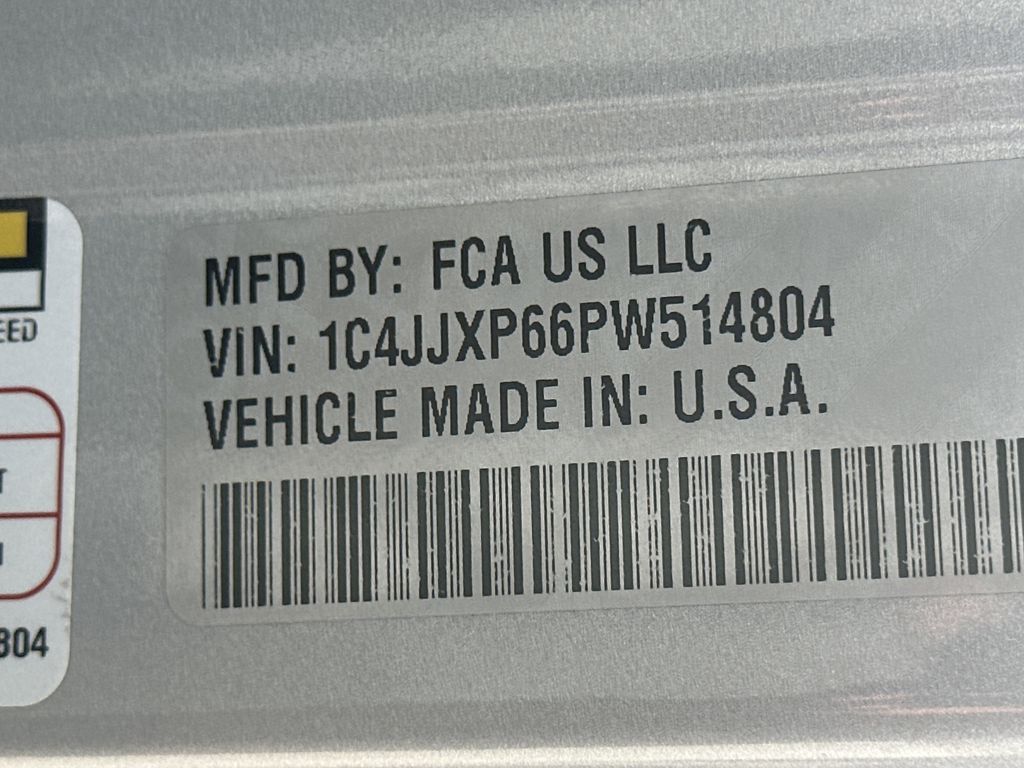 MFD BY: FCA US LLC
VIN: 1C4JJXP66PW514804
VEHICLE MADE IN: U.S.A.
EED
T
804